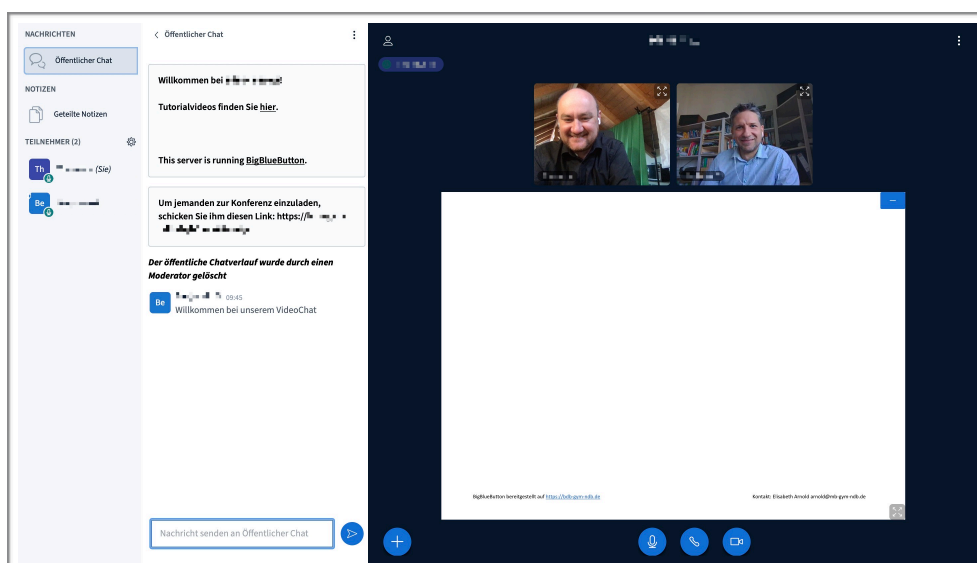 NACHRICHTEN
Öffentlicher Chat
NOTIZEN
Geteilte Notizen
TEILNEHMER (2)
Th
(Sie)
Be
Öffentlicher Chat
Willkommen bei !
Tutorialvideos finden Sie hier.
This server is running BigBlueButton.
Um jemanden zur Konferenz einzuladen,
schicken Sie ihm diesen Link: https://
Der öffentliche Chatverlauf wurde durch einen
Moderator gelöscht
Be
09:45
Willkommen bei unserem VideoChat
Nachricht senden an Öffentlicher Chat
BigBlueButton bereitgestellt auf https://bdb-gym-ndb.de
Kontakt: Elisabeth Arnold arnold@mb-gym-ndb.de